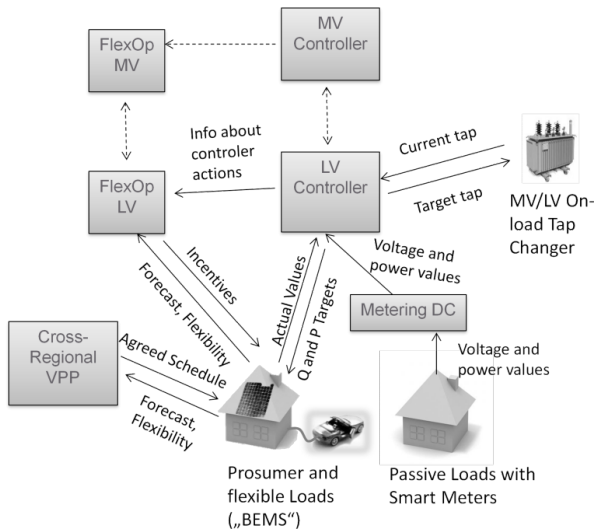 FlexOp
MV
MV
Controller
Info about
controler
actions
Current tap
Target tap
FlexOp
LV
LV
Controller
MV/LV On-
load Tap
Changer
Incentives
Forecast, Flexibility
Actual Values
Q and P Targets
Voltage and
power values
Metering DC
Cross-
Regional
VPP
Agreed Schedule
Forecast,
Flexibility
Voltage and
power values
Prosumer and
flexible Loads
(„BEMS“)
Passive Loads with
Smart Meters